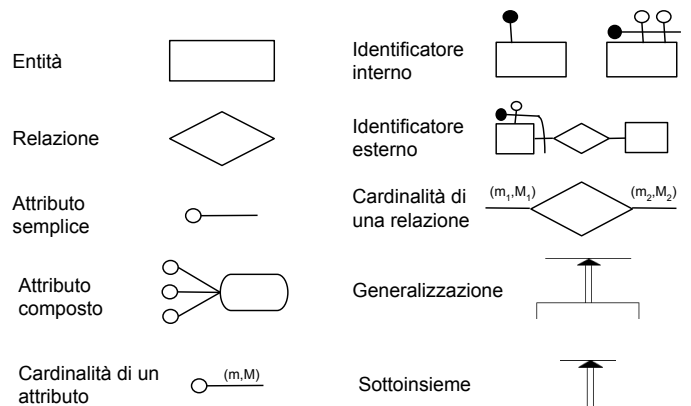 Entità
Relazione
Attributo
semplice
Attributo
composto
Cardinalità di un
attributo
(m,M)
Identificatore
interno
Identificatore
esterno
Cardinalità di
una relazione
(m₁,M₁)
(m₂,M₂)
Generalizzazione
Sottoinsieme